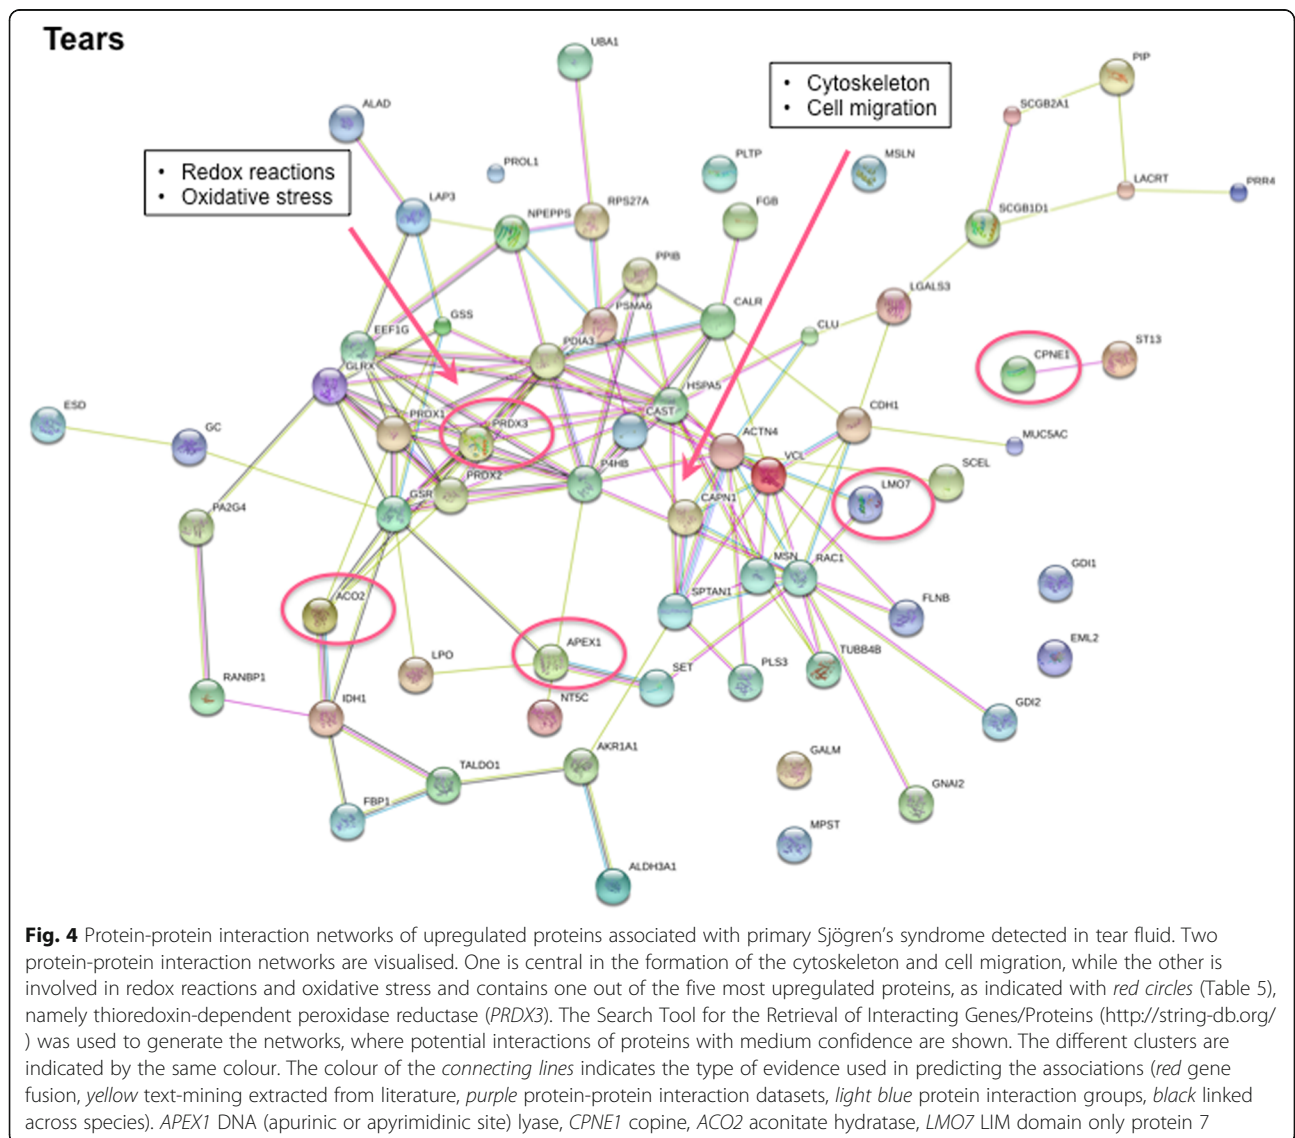 Tears
UBA1
• Cytoskeleton
• Cell migration
PIP
SCGB2A1
ALAD
• Redox reactions
• Oxidative stress
PROL1
PLTP
MSLN
LACRT
PRR4
LAP3
NPEPPS
RPS27A
FGB
SCGB1D1
PPIB
LGALS3
GSS
PSMA6
CALR
CLU
EEF1G
PDIA3
ST13
CPNE1
GLRX
HSPA5
ESD
GC
PRDX1
PRDX3
CAST
CDH1
ACTN4
MUC5AC
VCL
SCEL
P4HB
PRDX2
LMO7
GSR
CAPN1
PA2G4
MSN
RAC1
GDI1
ACO2
SPTAN1
FLNB
EML2
LPO
APEX1
SET
PLS3
TUBB4B
RANBP1
IDH1
NT5C
GDI2
AKR1A1
GALM
TALDO1
GNAI2
FBP1
MPST
ALDH3A1
Fig. 4 Protein-protein interaction networks of upregulated proteins associated with primary Sjögren's syndrome detected in tear fluid. Two
protein-protein interaction networks are visualised. One is central in the formation of the cytoskeleton and cell migration, while the other is
involved in redox reactions and oxidative stress and contains one out of the five most upregulated proteins, as indicated with red circles (Table 5),
namely thioredoxin-dependent peroxidase reductase (PRDX3). The Search Tool for the Retrieval of Interacting Genes/Proteins (http://string-db.org/
) was used to generate the networks, where potential interactions of proteins with medium confidence are shown. The different clusters are
indicated by the same colour. The colour of the connecting lines indicates the type of evidence used in predicting the associations (red gene
fusion, yellow text-mining extracted from literature, purple protein-protein interaction datasets, light blue protein interaction groups, black linked
across species). APEX1 DNA (apurinic or apyrimidinic site) lyase, CPNE1 copine, ACO2 aconitate hydratase, LMO7 LIM domain only protein 7